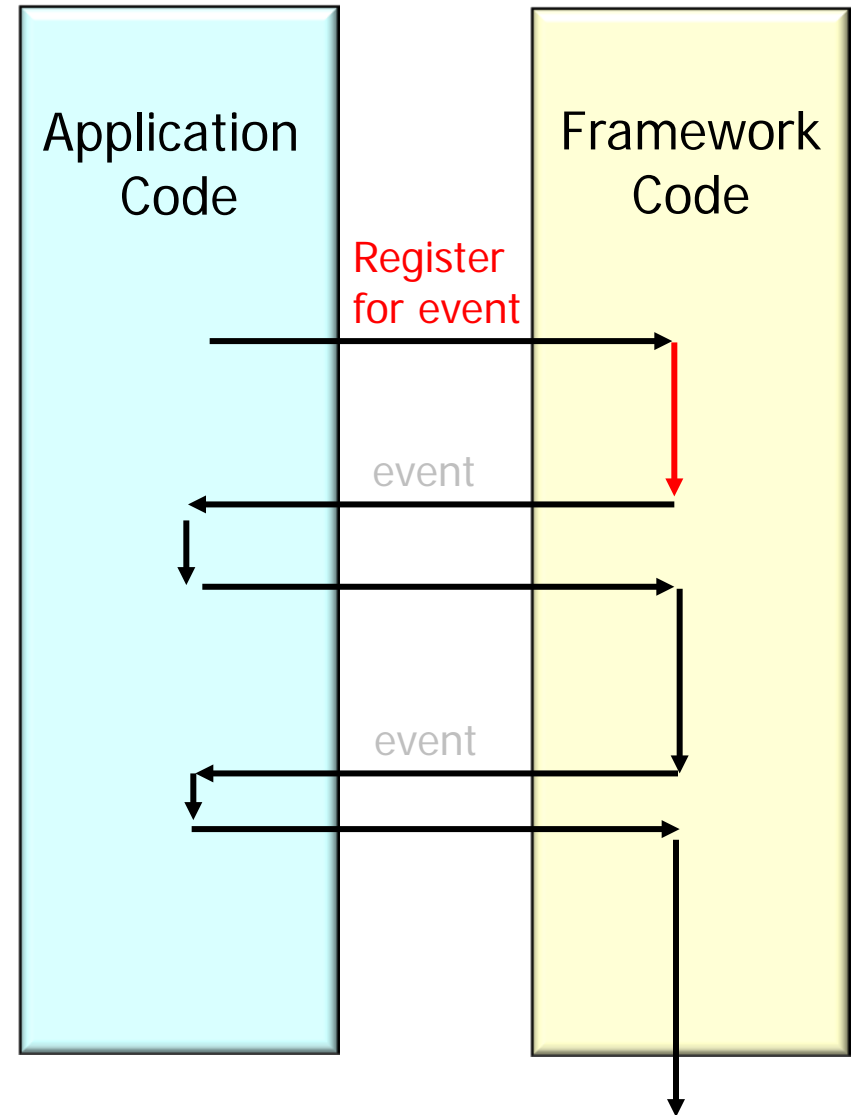 Application
Code
Framework
Code
Register
for event
event
event